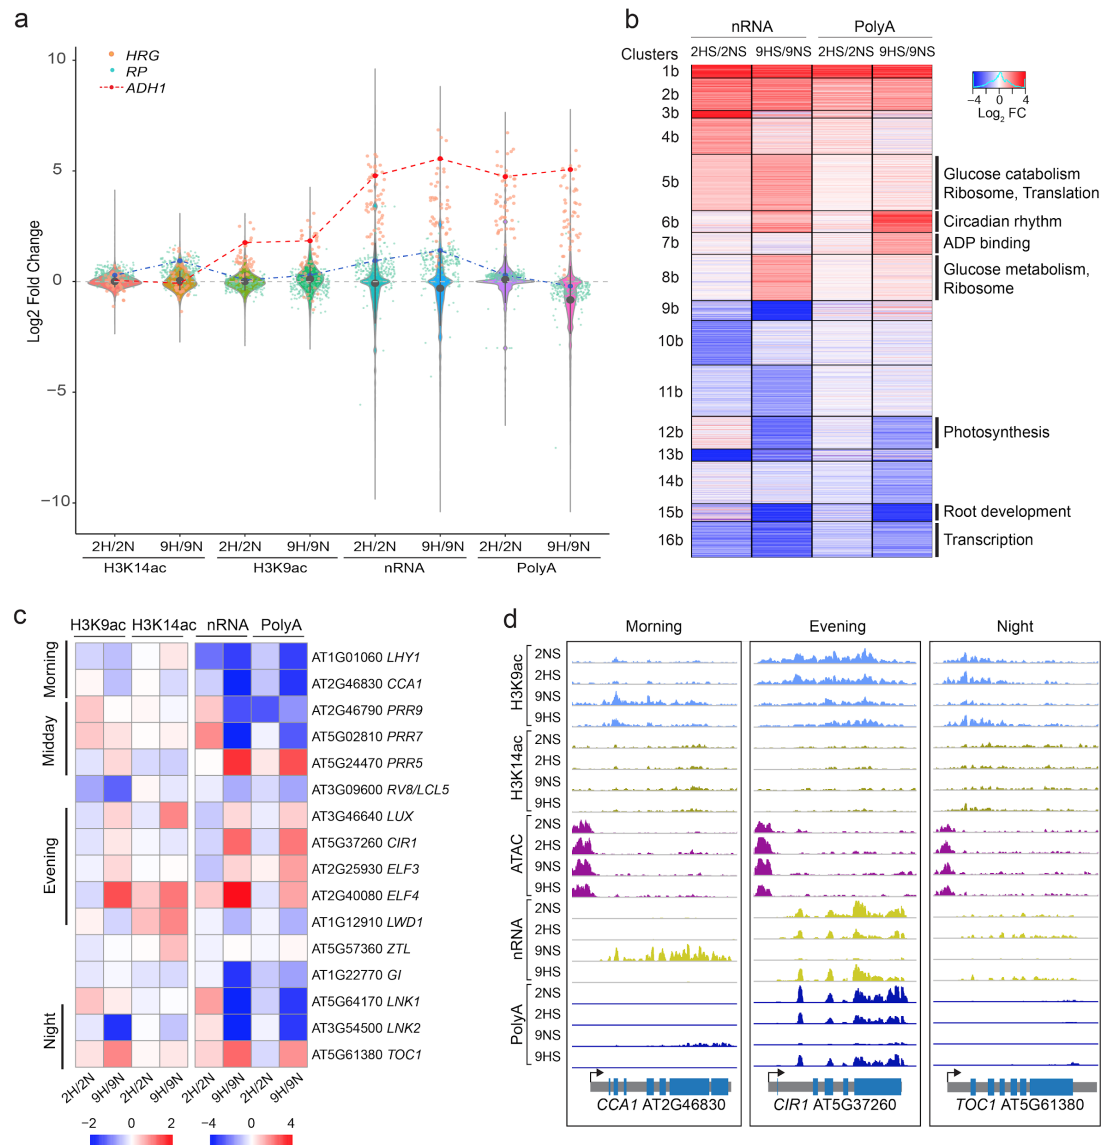 a
10
5
0
−5
−10
Log2 Fold Change
HRG
RP
ADH1
2H/2N 9H/9N 2H/2N 9H/9N 2H/2N 9H/9N 2H/2N 9H/9N
H3K14ac H3K9ac nRNA PolyA
b
nRNA PolyA
Clusters 2HS/2NS 9HS/9NS 2HS/2NS 9HS/9NS
1b
2b
3b
4b
5b
6b
7b
8b
9b
10b
11b
12b
13b
14b
15b
16b
Glucose catabolism
Ribosome, Translation
Circadian rhythm
ADP binding
Glucose metabolism,
Ribosome
Photosynthesis
Root development
Transcription
−4 0 4
Log2 FC
c
H3K9ac H3K14ac nRNA PolyA
Morning
Midday
Evening
Night
AT1G01060 LHY1
AT2G46830 CCA1
AT2G46790 PRR9
AT5G02810 PRR7
AT5G24470 PRR5
AT3G09600 RV8/LCL5
AT3G46640 LUX
AT5G37260 CIR1
AT2G25930 ELF3
AT2G40080 ELF4
AT1G12910 LWD1
AT5G57360 ZTL
AT1G22770 GI
AT5G64170 LNK1
AT3G54500 LNK2
AT5G61380 TOC1
2H/2N 9H/9N 2H/2N 9H/9N 2H/2N 9H/9N 2H/2N 9H/9N
−2 0 2
−4 0 4
d
Morning Evening Night
H3K9ac
2NS
2HS
9NS
9HS
H3K14ac
2NS
2HS
9NS
9HS
ATAC
2NS
2HS
9NS
9HS
nRNA
2NS
2HS
9NS
9HS
PolyA
2NS
2HS
9NS
9HS
CCA1 AT2G46830
CIR1 AT5G37260
TOC1 AT5G61380